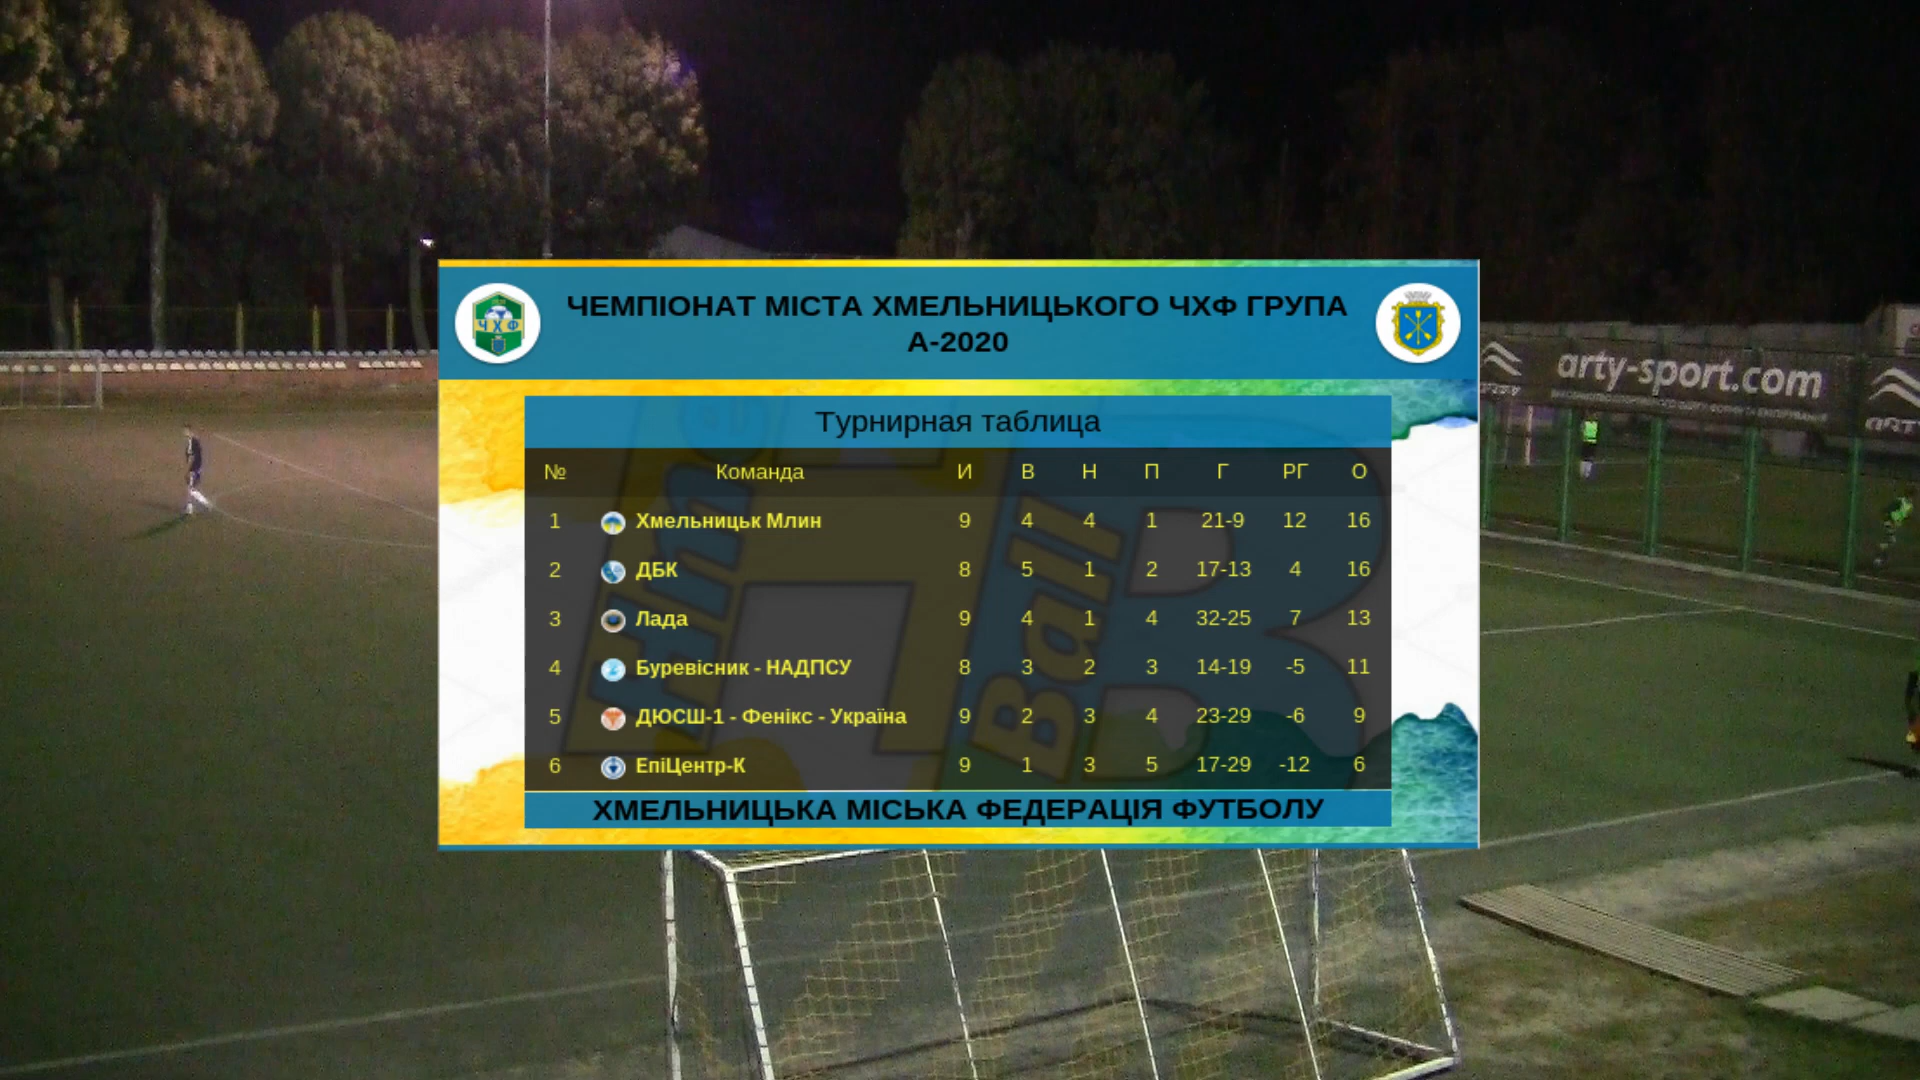 ЧЕМПІОНАТ МІСТА ХМЕЛЬНИЦЬКОГО ЧХФ ГРУПА
А-2020
ЧХФ
arty-sport.com
Турнирная таблица
№ Команда И В Н П Г РГ О
1 Хмельницьк Млин 9 4 4 1 21-9 12 16
2 ДБК 8 5 1 2 17-13 4 16
3 Лада 9 4 1 4 32-25 7 13
4 Буревісник - НАДПСУ 8 3 2 3 14-19 -5 11
5 ДЮСШ-1 - Фенікс - Україна 9 2 3 4 23-29 -6 9
6 ЕпіЦентр-К 9 1 3 5 17-29 -12 6
Time
Ball
ХМЕЛЬНИЦЬКА МІСЬКА ФЕДЕРАЦІЯ ФУТБОЛУ